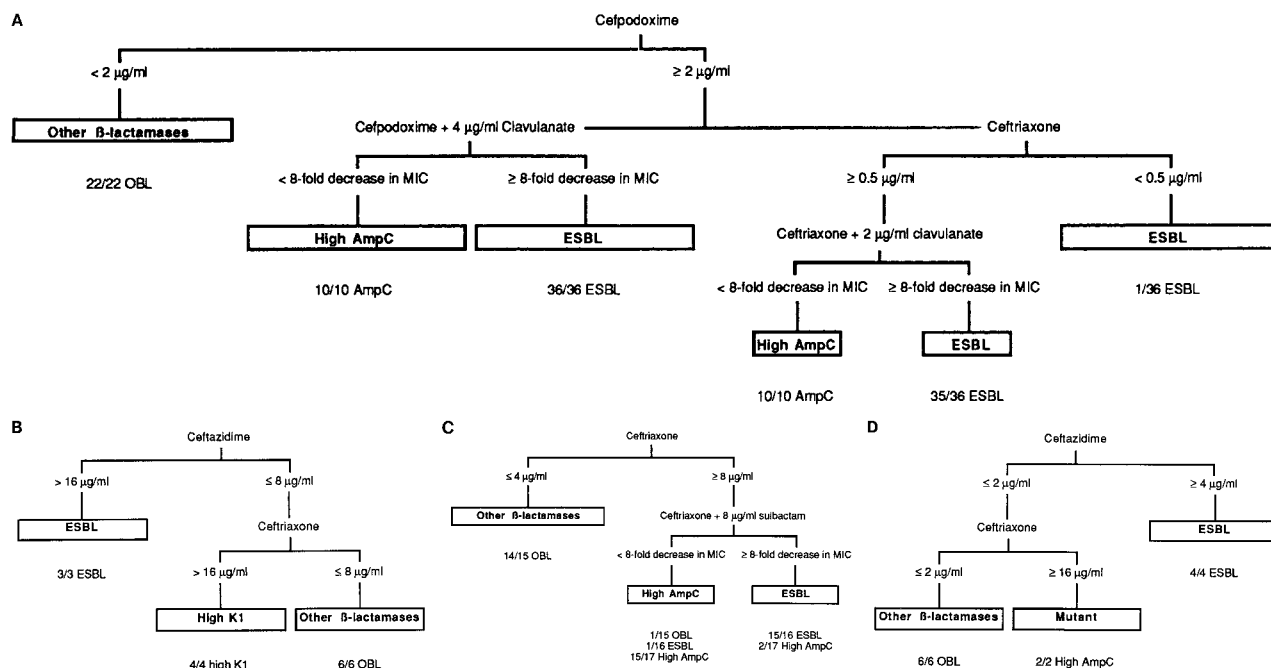 A
Cefpodoxime
< 2 µg/ml
≥ 2 µg/ml
Other ß-lactamases
22/22 OBL
Cefpodoxime + 4 µg/ml Clavulanate
Ceftriaxone
< 8-fold decrease in MIC
≥ 8-fold decrease in MIC
≥ 0.5 µg/ml
< 0.5 µg/ml
High AmpC
ESBL
ESBL
10/10 AmpC
36/36 ESBL
1/36 ESBL
Ceftriaxone + 2 µg/ml clavulanate
< 8-fold decrease in MIC
≥ 8-fold decrease in MIC
High AmpC
ESBL
10/10 AmpC
35/36 ESBL
B
Ceftazidime
> 16 µg/ml
≤ 8 µg/ml
ESBL
3/3 ESBL
Ceftriaxone
> 16 µg/ml
≤ 8 µg/ml
High K1
Other ß-lactamases
4/4 high K1
6/6 OBL
C
Ceftriaxone
≤ 4 µg/ml
≥ 8 µg/ml
Other ß-lactamases
14/15 OBL
Ceftriaxone + 8 µg/ml sulbactam
< 8-fold decrease in MIC
≥ 8-fold decrease in MIC
High AmpC
ESBL
1/15 OBL
1/16 ESBL
15/17 High AmpC
15/16 ESBL
2/17 High AmpC
D
Ceftazidime
≤ 2 µg/ml
≥ 4 µg/ml
ESBL
4/4 ESBL
Ceftriaxone
≤ 2 µg/ml
≥ 16 µg/ml
Other ß-lactamases
Mutant
6/6 OBL
2/2 High AmpC